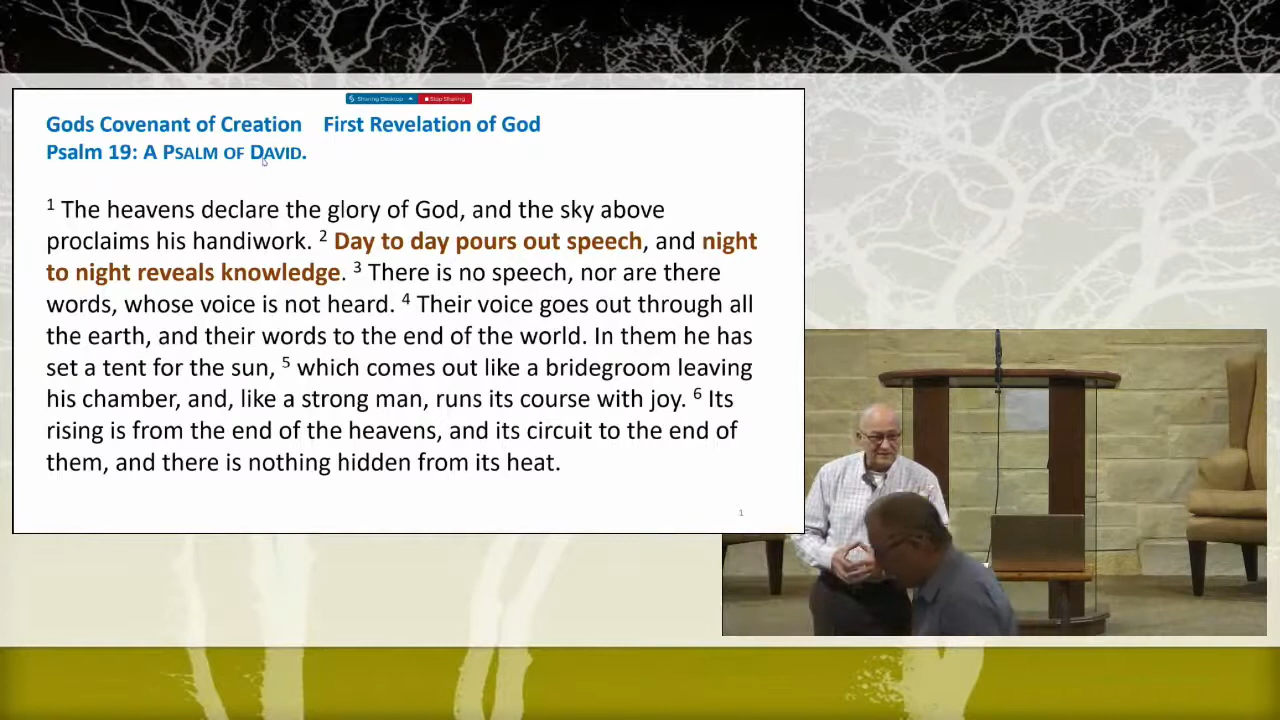 Sharing Desktop Stop Sharing
Gods Covenant of Creation First Revelation of God
Psalm 19: A PSALM OF DAVID.
1 The heavens declare the glory of God, and the sky above
proclaims his handiwork. 2 Day to day pours out speech, and night
to night reveals knowledge. 3 There is no speech, nor are there
words, whose voice is not heard. 4 Their voice goes out through all
the earth, and their words to the end of the world. In them he has
set a tent for the sun, 5 which comes out like a bridegroom leaving
his chamber, and, like a strong man, runs its course with joy. 6 Its
rising is from the end of the heavens, and its circuit to the end of
them, and there is nothing hidden from its heat.
1